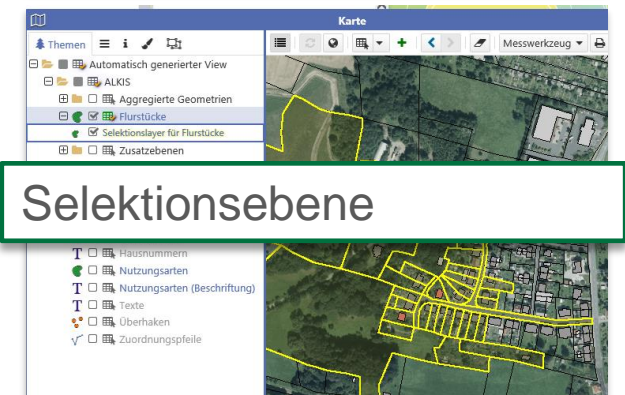 Karte
Themen
Messwerkzeug
Automatisch generierter View
ALKIS
Aggregierte Geometrien
Flurstücke
Selektionslayer für Flurstücke
Zusatzebenen
Selektionsebene
Hausnummern
Nutzungsarten
Nutzungsarten (Beschriftung)
Texte
Überhaken
Zuordnungspfeile